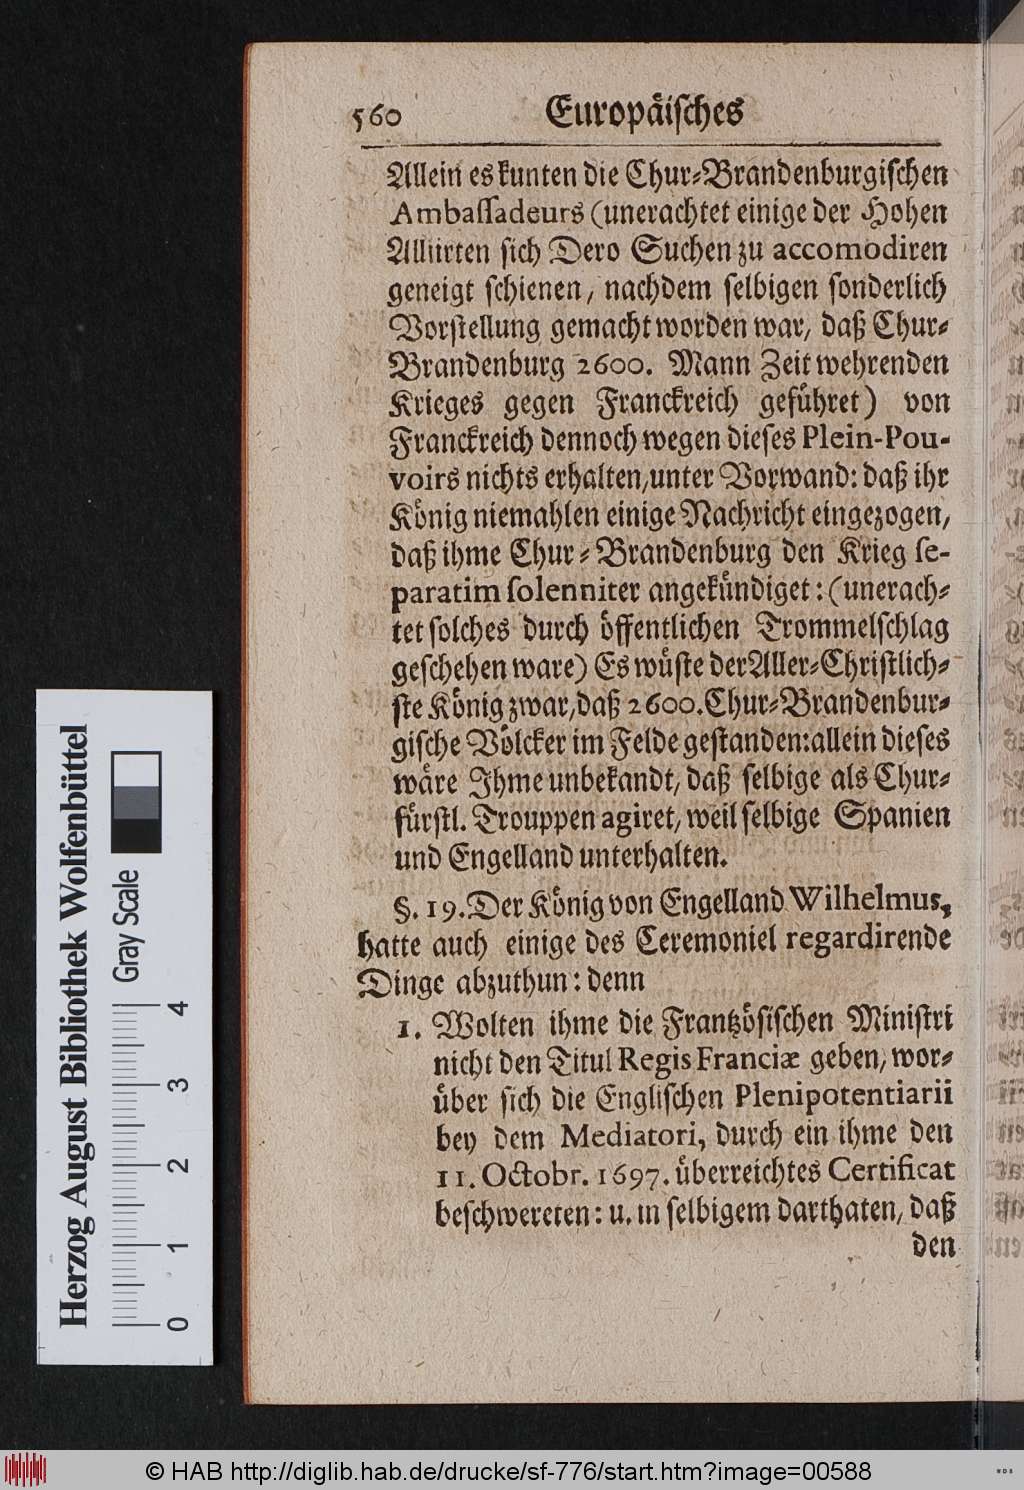 560 Europäisches
Allein es kunten die Chur-Brandenburgischen
Ambassadeurs (unerachtet einige der Hohen
Alliirten sich Dero Suchen zu accomodiren
geneigt schienen, nachdem selbigen sonderlich
Vorstellung gemacht worden war, daß Chur-
Brandenburg 2600. Mann Zeit wehrenden
Krieges gegen Franckreich geführet) von
Franckreich dennoch wegen dieses Plein-Pou-
voirs nichts erhalten, unter Vorwand: daß ihr
König niemahlen einige Nachricht eingezogen,
daß ihme Chur-Brandenburg den Krieg se-
paratim solenniter angekündiget: (unerach-
tet solches durch öffentlichen Trommelschlag
geschehen ware) Es wüste der Aller-Christlich-
ste König zwar, daß 2600. Chur-Brandenbur-
gische Völcker im Felde gestanden: allein dieses
wäre Ihme unbekandt, daß selbige als Chur-
fürstl. Trouppen agiret, weil selbige Spanien
und Engelland unterhalten.
§. 19. Der König von Engelland Wilhelmus,
hatte auch einige des Ceremoniel regardirende
Dinge abzuthun: denn
1. Wolten ihme die Frantzösischen Ministri
nicht den Titul Regis Franciæ geben, wor-
über sich die Englischen Plenipotentiarii
bey dem Mediatori, durch ein ihme den
11. Octobr. 1697. überreichtes Certificat
beschwereten: u. in selbigem darthaten, daß
den
Herzog August Bibliothek Wolfenbüttel
Gray Scale
0 1 2 3 4
© HAB http://diglib.hab.de/drucke/sf-776/start.htm?image=00588